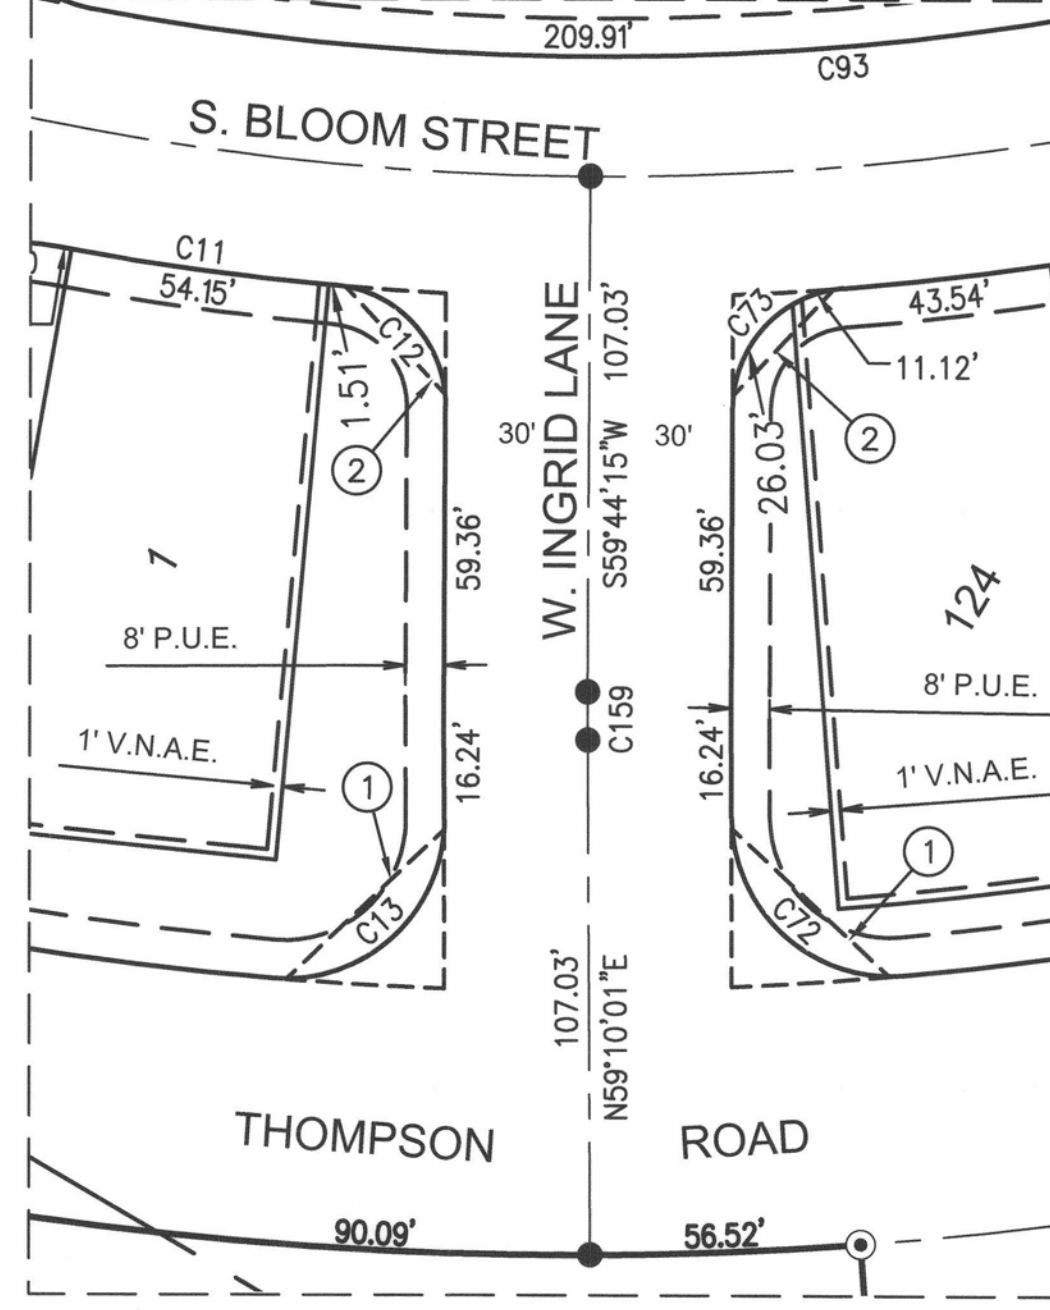 209.91'
C93
S. BLOOM STREET
C11
54.15'
C12
1.51'
2
W. INGRID LANE
107.03'
S59°44'15"W
30'
30'
C73
43.54'
11.12'
26.03'
2
1
59.36'
59.36'
124
8' P.U.E.
8' P.U.E.
C159
1' V.N.A.E.
1' V.N.A.E.
16.24'
16.24'
1
1
C13
C72
107.03'
N59°10'01"E
THOMPSON ROAD
90.09'
56.52'